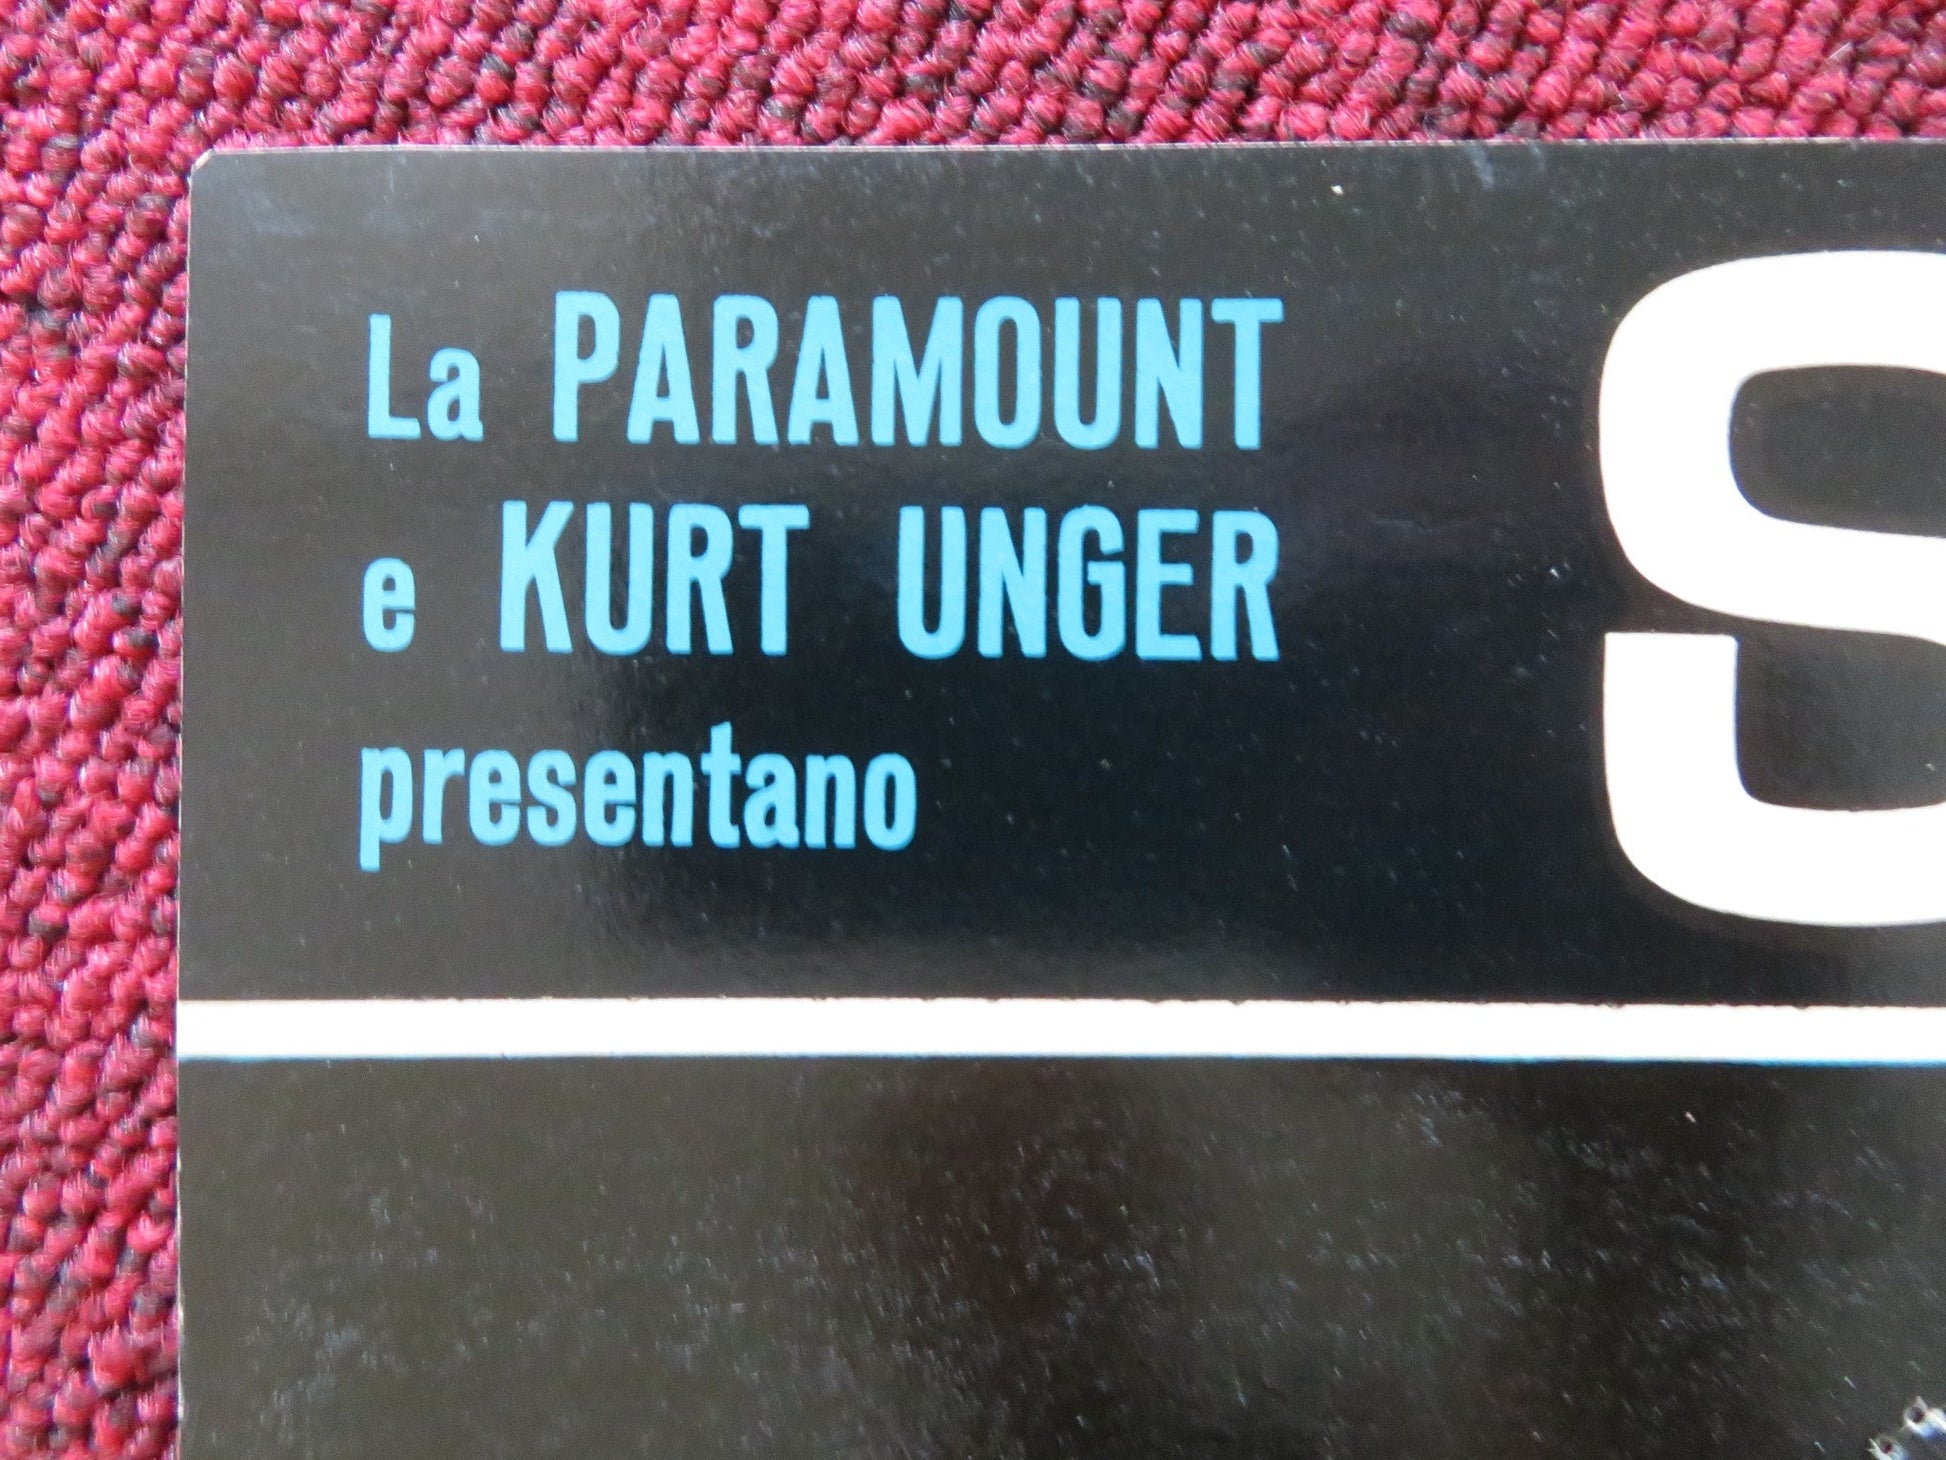 La PARAMOUNT
e KURT UNGER
presentano
S